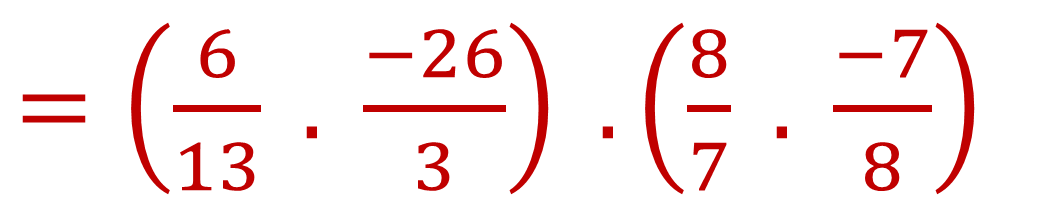 = (6/13 . −26/3) . (8/7 . −7/8)